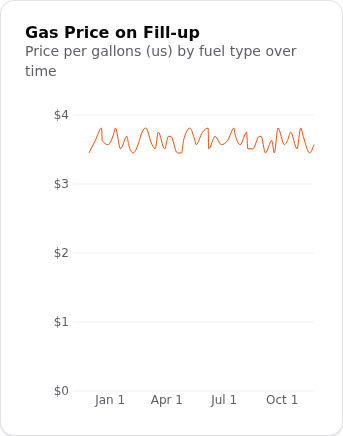 Gas Price on Fill-up
Price per gallons (us) by fuel type over
time
$4
$3
$2
$1
$0
Jan 1 Apr 1 Jul 1 Oct 1